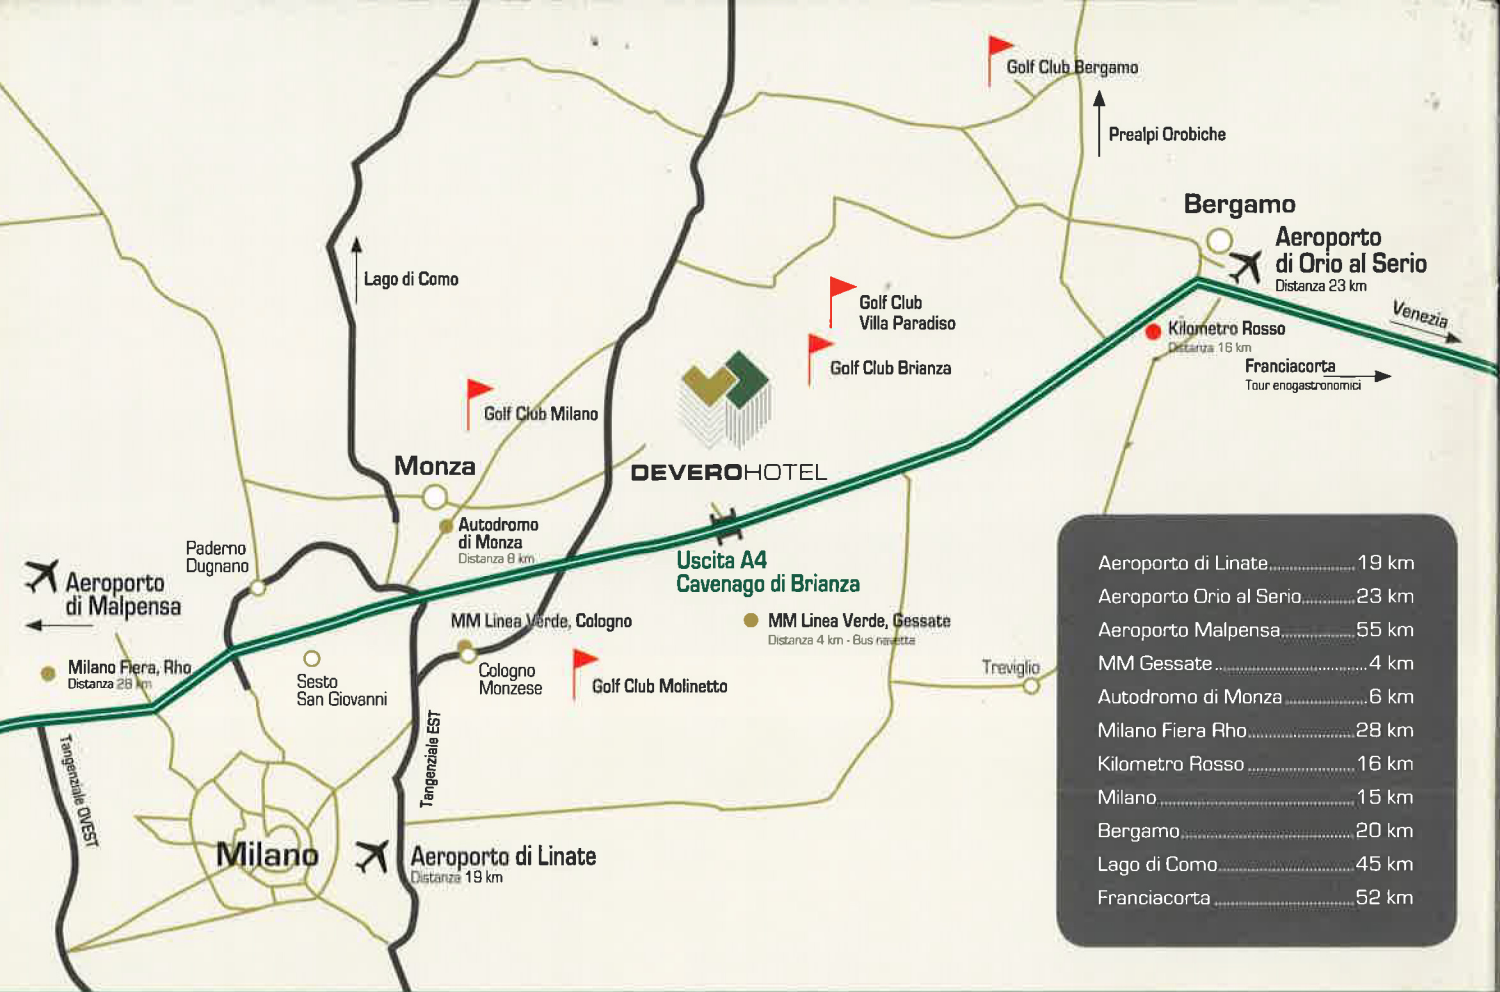 Golf Club Bergamo
Prealpi Orobiche
Bergamo
Aeroporto
di Orio al Serio
Distanza 23 km
Lago di Como
Venezia
Golf Club
Villa Paradiso
Kilometro Rosso
Distanza 16 km
Golf Club Brianza
Franciacorta
Tour enogastronomici
Golf Club Milano
Monza
DEVEROHOTEL
Autodromo
di Monza
Distanza 8 km
Paderno
Dugnano
Uscita A4
Cavenago di Brianza
Aeroporto
di Malpensa
MM Linea Verde, Cologno
MM Linea Verde, Gessate
Distanza 4 km - Bus navetta
Milano Fiera, Rho
Distanza 28 km
Sesto
San Giovanni
Cologno
Monzese
Golf Club Molinetto
Treviglio
Tangenziale OVEST
Tangenziale EST
Milano
Aeroporto di Linate
Distanza 19 km
Aeroporto di Linate 19 km
Aeroporto Orio al Serio 23 km
Aeroporto Malpensa 55 km
MM Gessate 4 km
Autodromo di Monza 6 km
Milano Fiera Rho 28 km
Kilometro Rosso 16 km
Milano 15 km
Bergamo 20 km
Lago di Como 45 km
Franciacorta 52 km